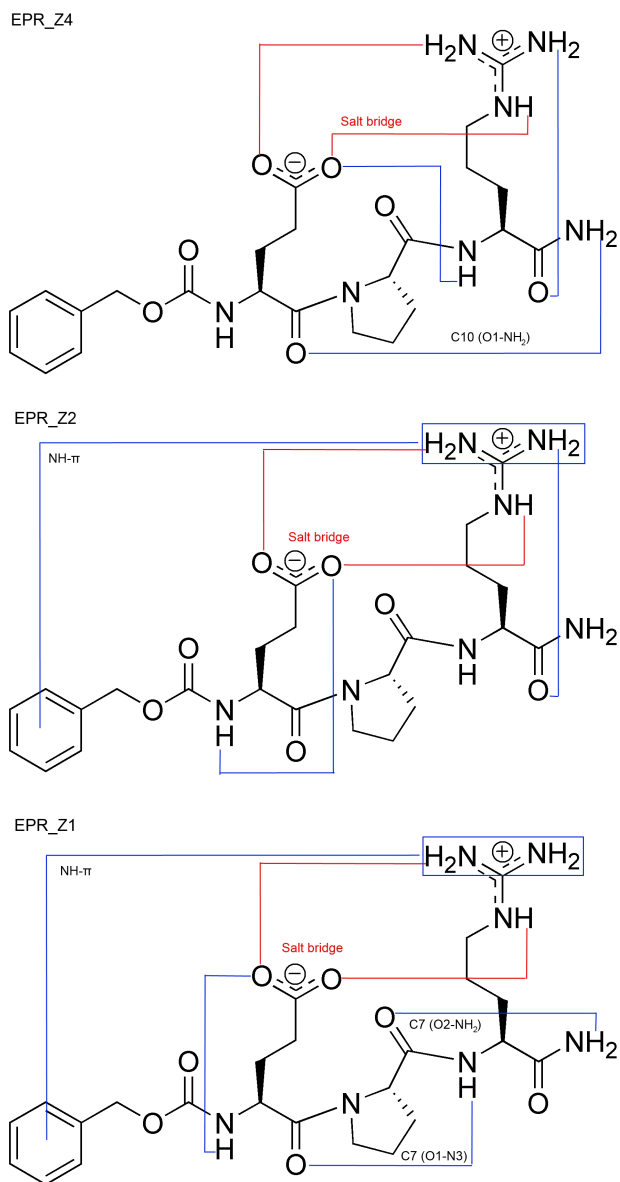 EPR_Z4
H₂N ⊕ NH₂
NH
Salt bridge
O ⊖ O
O
NH₂
O N
H
N O
O N
H
C10 (O1-NH₂)
O
EPR_Z2
H₂N ⊕ NH₂
NH-π
NH
Salt bridge
O ⊖ O
O
NH₂
O N
H
N O
O N
H
O
EPR_Z1
H₂N ⊕ NH₂
NH-π
NH
Salt bridge
O ⊖ O
O
C7 (O2-NH₂)
NH₂
O N
H
N O
O N
H
C7 (O1-N3)
O